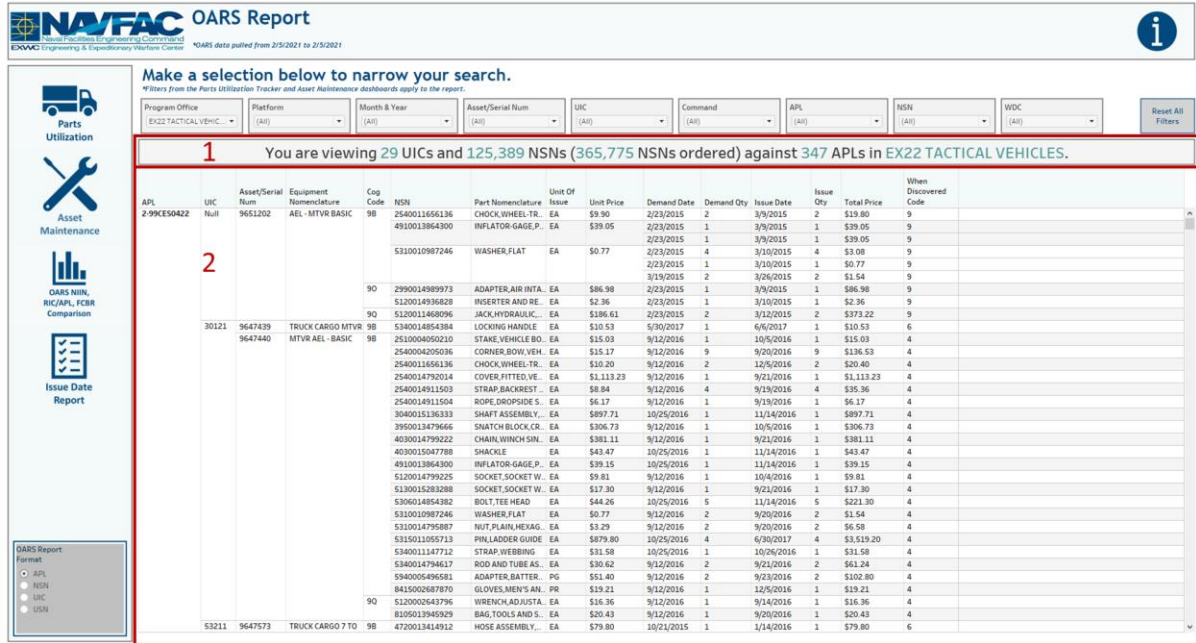 NAVFAC OARS Report
Naval Facilities Engineering Command
EXWC Engineering & Expeditionary Warfare Center
*OARS data pulled from 2/5/2021 to 2/5/2021
i
Make a selection below to narrow your search.
*Filters from the Parts Utilization Tracker and Asset Maintenance dashboards apply to the report.
Program Office Platform Month & Year Asset/Serial Num UIC Command APL NSN WDC
EX22 TACTICAL VEHIC... (All) (All) (All) (All) (All) (All) (All) (All)
Reset All
Filters
Parts
Utilization
Asset
Maintenance
OARS NIIN,
RIC/APL, FCBR
Comparison
Issue Date
Report
OARS Report
Format
APL
NSN
UIC
USN
1 You are viewing 29 UICs and 125,389 NSNs (365,775 NSNs ordered) against 347 APLs in EX22 TACTICAL VEHICLES.
2
APL UIC Asset/Serial Num Equipment Nomenclature Cog Code NSN Part Nomenclature Unit Of Issue Unit Price Demand Date Demand Qty Issue Date Issue Qty Total Price When Discovered Code
2-99CES0422 Null 9651202 AEL - MTVR BASIC 9B 2540011656136 CHOCK,WHEEL-TR.. EA $9.90 2/23/2015 2 3/9/2015 2 $19.80 9
4910013864300 INFLATOR-GAGE,P.. EA $39.05 2/23/2015 1 3/9/2015 1 $39.05 9
2/23/2015 1 3/9/2015 1 $39.05 9
5310010987246 WASHER,FLAT EA $0.77 2/23/2015 4 3/10/2015 4 $3.08 9
2/23/2015 1 3/10/2015 1 $0.77 9
3/19/2015 2 3/26/2015 2 $1.54 9
9O 2990014989973 ADAPTER,AIR INTA.. EA $86.98 2/23/2015 1 3/9/2015 1 $86.98 9
5120014936828 INSERTER AND RE.. EA $2.36 2/23/2015 1 3/10/2015 1 $2.36 9
9Q 5120011468096 JACK,HYDRAULIC,.. EA $186.61 2/23/2015 2 3/12/2015 2 $373.22 9
30121 9647439 TRUCK CARGO MTVR 9B 5340014854384 LOCKING HANDLE EA $10.53 5/30/2017 1 6/6/2017 1 $10.53 6
9647440 MTVR AEL - BASIC 9B 2510004050210 STAKE,VEHICLE BO.. EA $15.03 9/12/2016 1 10/5/2016 1 $15.03 4
2540004205036 CORNER,BOW,VEH.. EA $15.17 9/12/2016 9 9/20/2016 9 $136.53 4
2540011656136 CHOCK,WHEEL-TR.. EA $10.20 9/12/2016 2 12/5/2016 2 $20.40 4
2540014792014 COVER,FITTED,VE.. EA $1,113.23 9/12/2016 1 9/21/2016 1 $1,113.23 4
2540014911503 STRAP,BACKREST .. EA $8.84 9/12/2016 4 9/19/2016 4 $35.36 4
2540014911504 ROPE,DROPSIDE S.. EA $6.17 9/12/2016 1 9/19/2016 1 $6.17 4
3040015136333 SHAFT ASSEMBLY,.. EA $897.71 10/25/2016 1 11/14/2016 1 $897.71 4
3950013479666 SNATCH BLOCK,CR.. EA $306.73 9/12/2016 1 10/5/2016 1 $306.73 4
4030014799222 CHAIN,WINCH SIN.. EA $381.11 9/12/2016 1 9/21/2016 1 $381.11 4
4030015047788 SHACKLE EA $43.47 10/25/2016 1 11/14/2016 1 $43.47 4
4910013864300 INFLATOR-GAGE,P.. EA $39.15 10/25/2016 1 11/14/2016 1 $39.15 4
5120014799225 SOCKET,SOCKET W.. EA $9.81 9/12/2016 1 10/4/2016 1 $9.81 4
5130015283288 SOCKET,SOCKET W.. EA $17.30 9/12/2016 1 9/21/2016 1 $17.30 4
5306014854382 BOLT,TEE HEAD EA $44.26 10/25/2016 5 11/14/2016 5 $221.30 4
5310010987246 WASHER,FLAT EA $0.77 9/12/2016 2 9/20/2016 2 $1.54 4
5310014795887 NUT,PLAIN,HEXAG.. EA $3.29 9/12/2016 2 9/20/2016 2 $6.58 4
5315011055713 PIN,LADDER GUIDE EA $879.80 10/25/2016 4 6/30/2017 4 $3,519.20 4
5340011147712 STRAP,WEBBING EA $31.58 10/25/2016 1 10/26/2016 1 $31.58 4
5340014794617 ROD AND TUBE AS.. EA $30.62 9/12/2016 2 9/21/2016 2 $61.24 4
5940005496581 ADAPTER,BATTER.. PG $51.40 9/12/2016 2 9/23/2016 2 $102.80 4
8415002687870 GLOVES,MEN'S AN.. PR $19.21 9/12/2016 1 12/5/2016 1 $19.21 4
9Q 5120002643796 WRENCH,ADJUSTA.. EA $16.36 9/12/2016 1 9/14/2016 1 $16.36 4
8105013945929 BAG,TOOLS AND S.. EA $20.43 9/12/2016 1 9/20/2016 1 $20.43 4
53211 9647573 TRUCK CARGO 7 TO 9B 4720013414912 HOSE ASSEMBLY,.. EA $79.80 10/21/2015 1 1/14/2016 1 $79.80 6